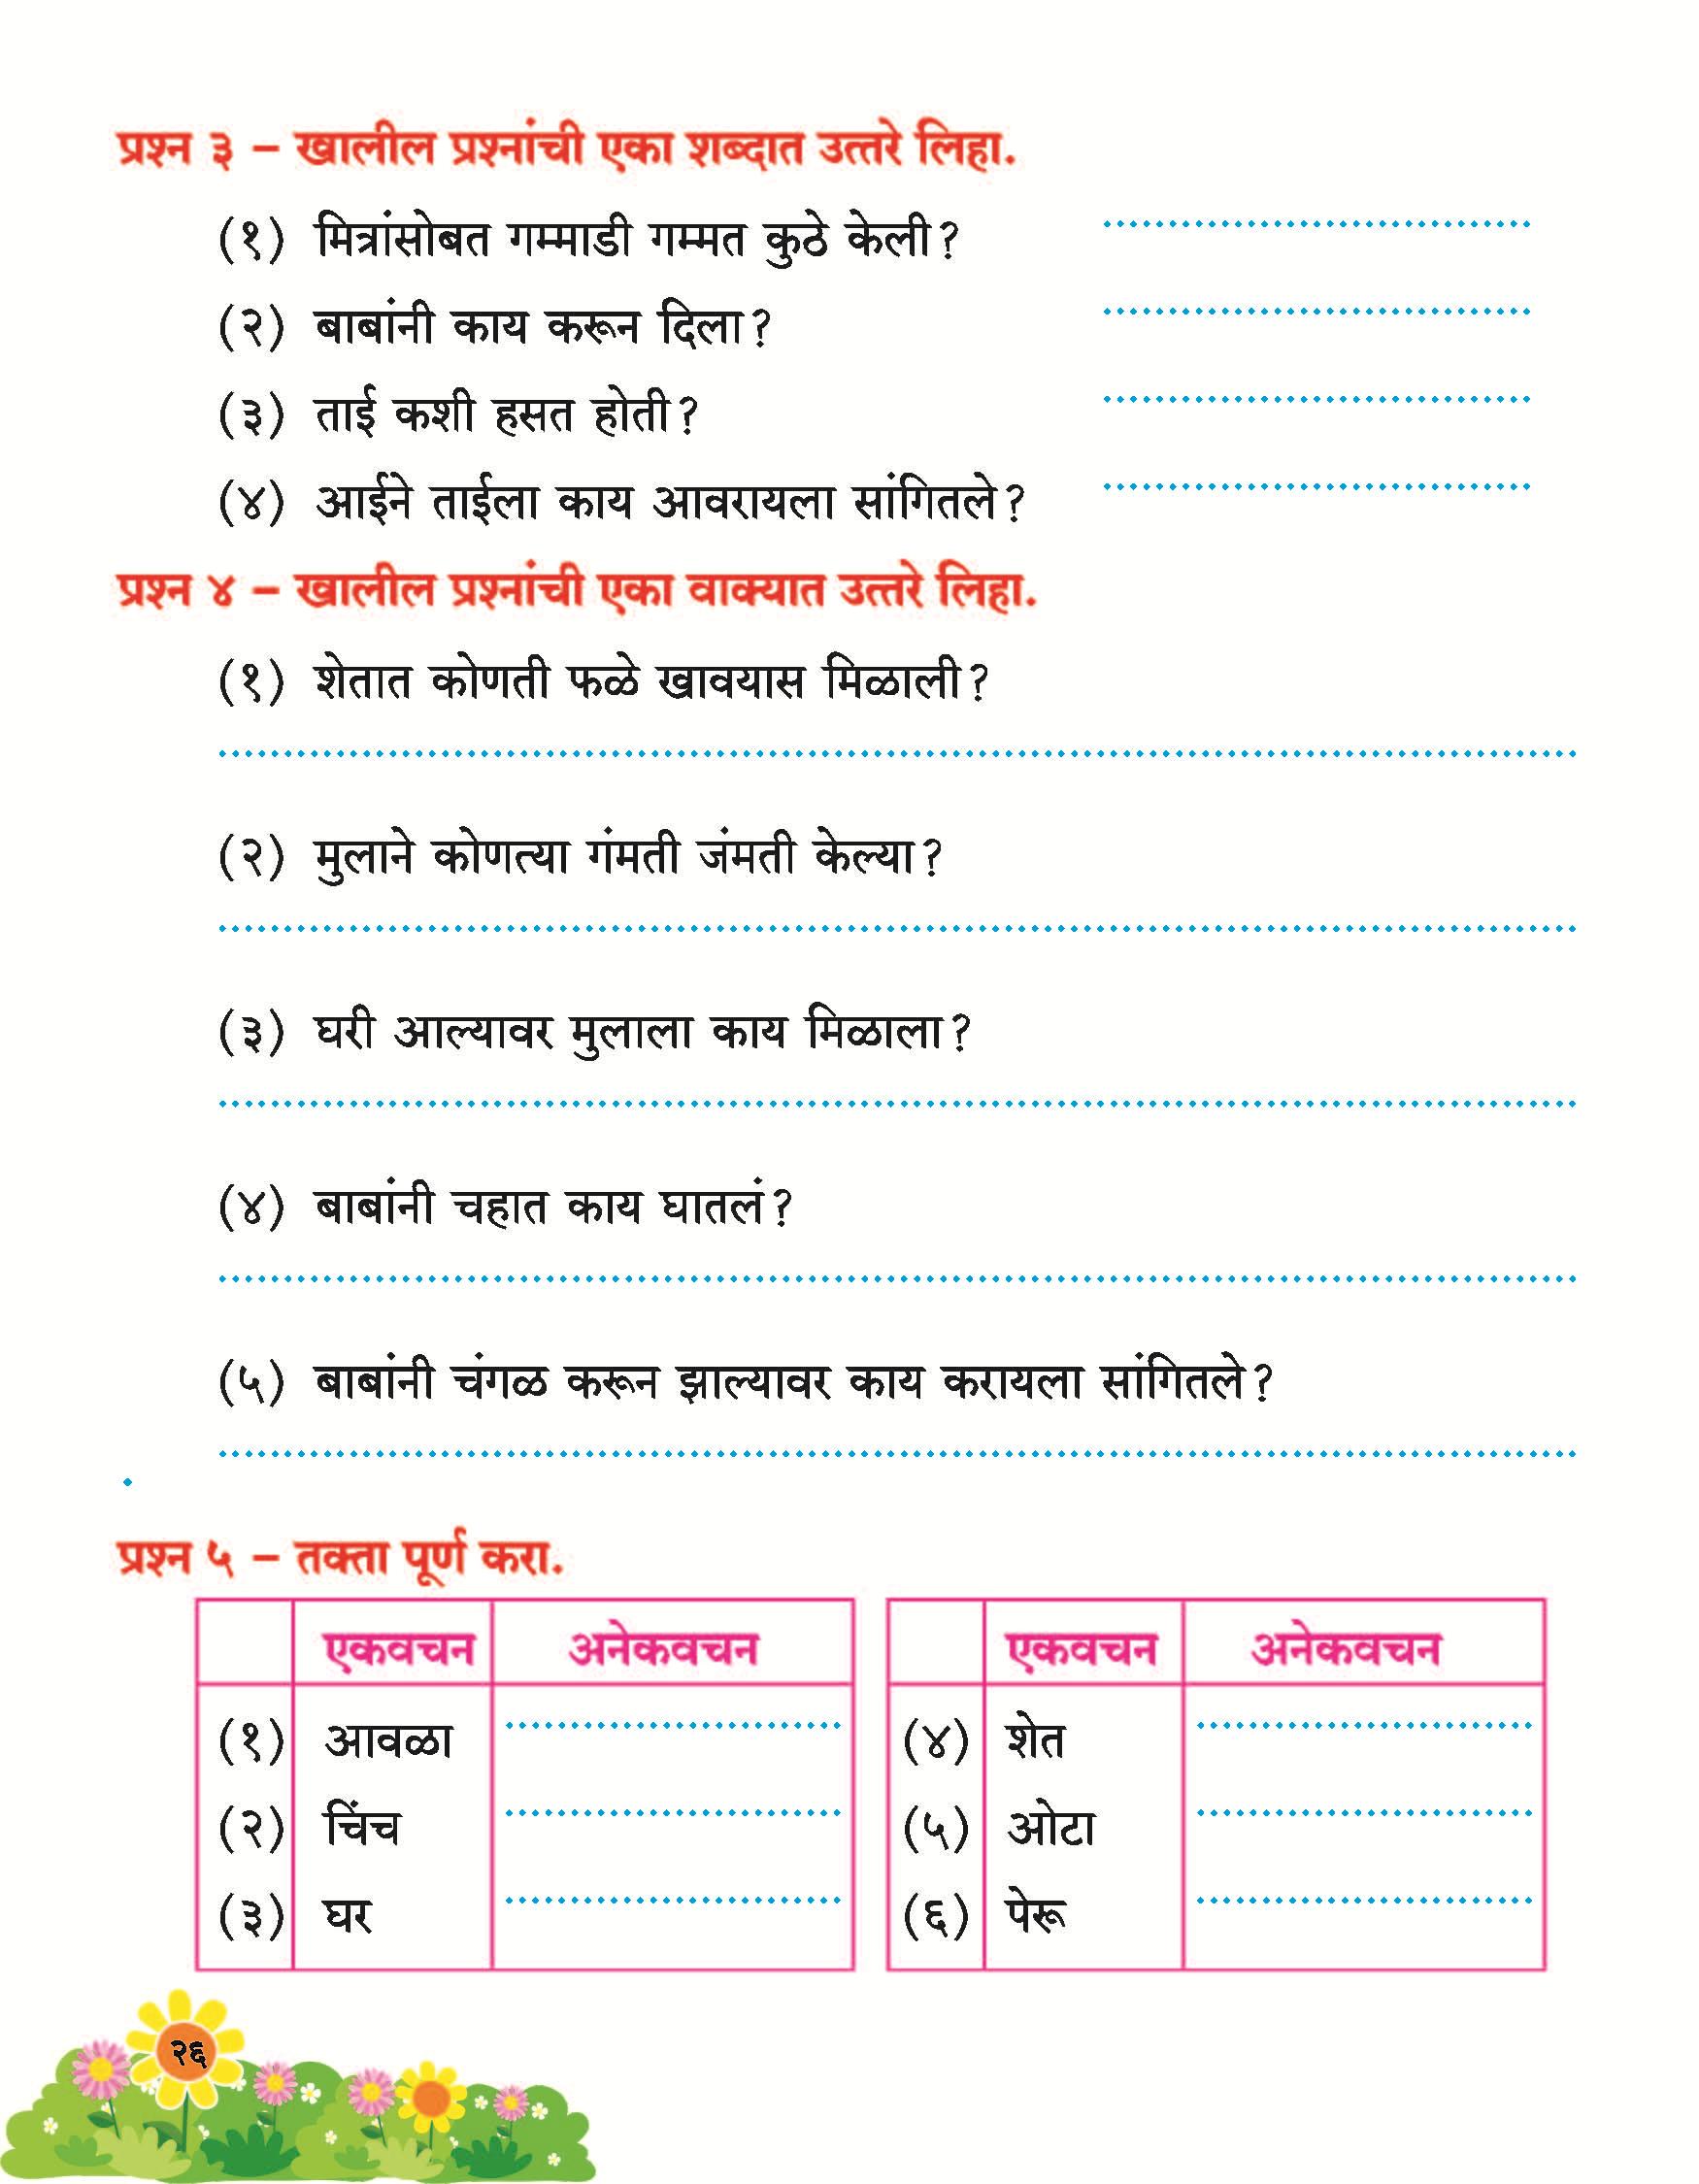 प्रश्न ३ – खालील प्रश्नांची एका शब्दात उत्तरे लिहा.
(१) मित्रांसोबत गम्माडी गम्मत कुठे केली?
(२) बाबांनी काय करून दिला?
(३) ताई कशी हसत होती?
(४) आईने ताईला काय आवरायला सांगितले?
प्रश्न ४ – खालील प्रश्नांची एका वाक्यात उत्तरे लिहा.
(१) शेतात कोणती फळे खावयास मिळाली?
(२) मुलाने कोणत्या गंमती जंमती केल्या?
(३) घरी आल्यावर मुलाला काय मिळाला?
(४) बाबांनी चहात काय घातलं?
(५) बाबांनी चंगळ करून झाल्यावर काय करायला सांगितले?
प्रश्न ५ – तक्ता पूर्ण करा.
एकवचन अनेकवचन एकवचन अनेकवचन
(१) आवळा (४) शेत
(२) चिंच (५) ओटा
(३) घर (६) पेरू
२६